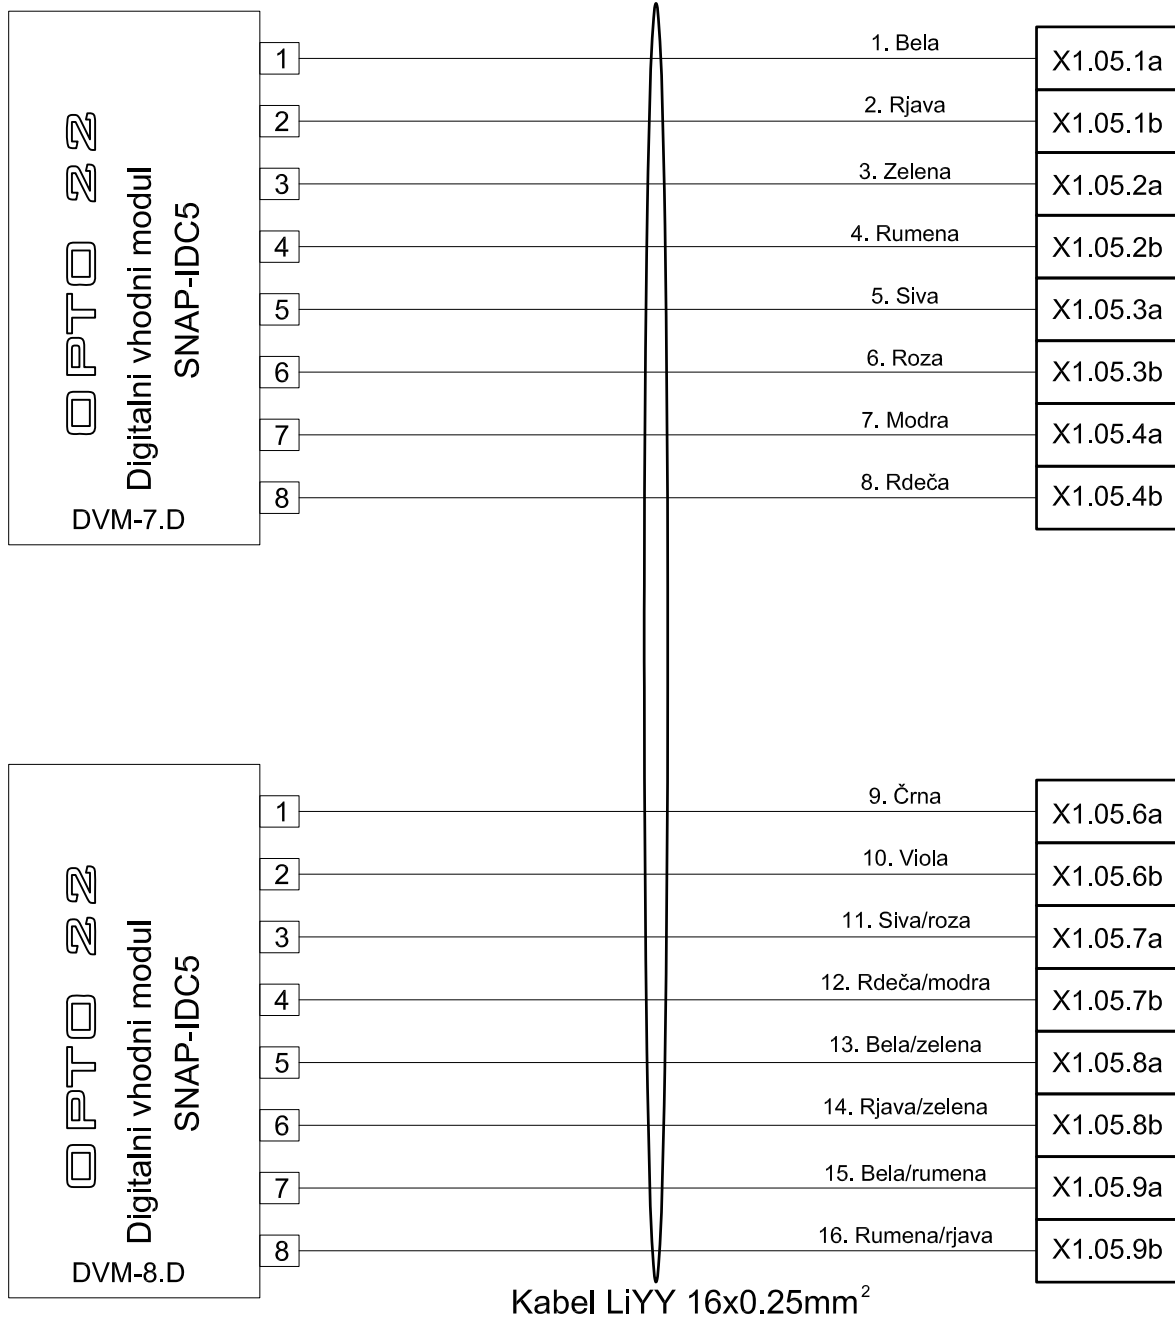 OPTO 22
Digitalni vhodni modul
SNAP-IDC5
DVM-7.D
1 1. Bela X1.05.1a
2 2. Rjava X1.05.1b
3 3. Zelena X1.05.2a
4 4. Rumena X1.05.2b
5 5. Siva X1.05.3a
6 6. Roza X1.05.3b
7 7. Modra X1.05.4a
8 8. Rdeča X1.05.4b
OPTO 22
Digitalni vhodni modul
SNAP-IDC5
DVM-8.D
1 9. Črna X1.05.6a
2 10. Viola X1.05.6b
3 11. Siva/roza X1.05.7a
4 12. Rdeča/modra X1.05.7b
5 13. Bela/zelena X1.05.8a
6 14. Rjava/zelena X1.05.8b
7 15. Bela/rumena X1.05.9a
8 16. Rumena/rjava X1.05.9b
Kabel LiYY 16x0.25mm²